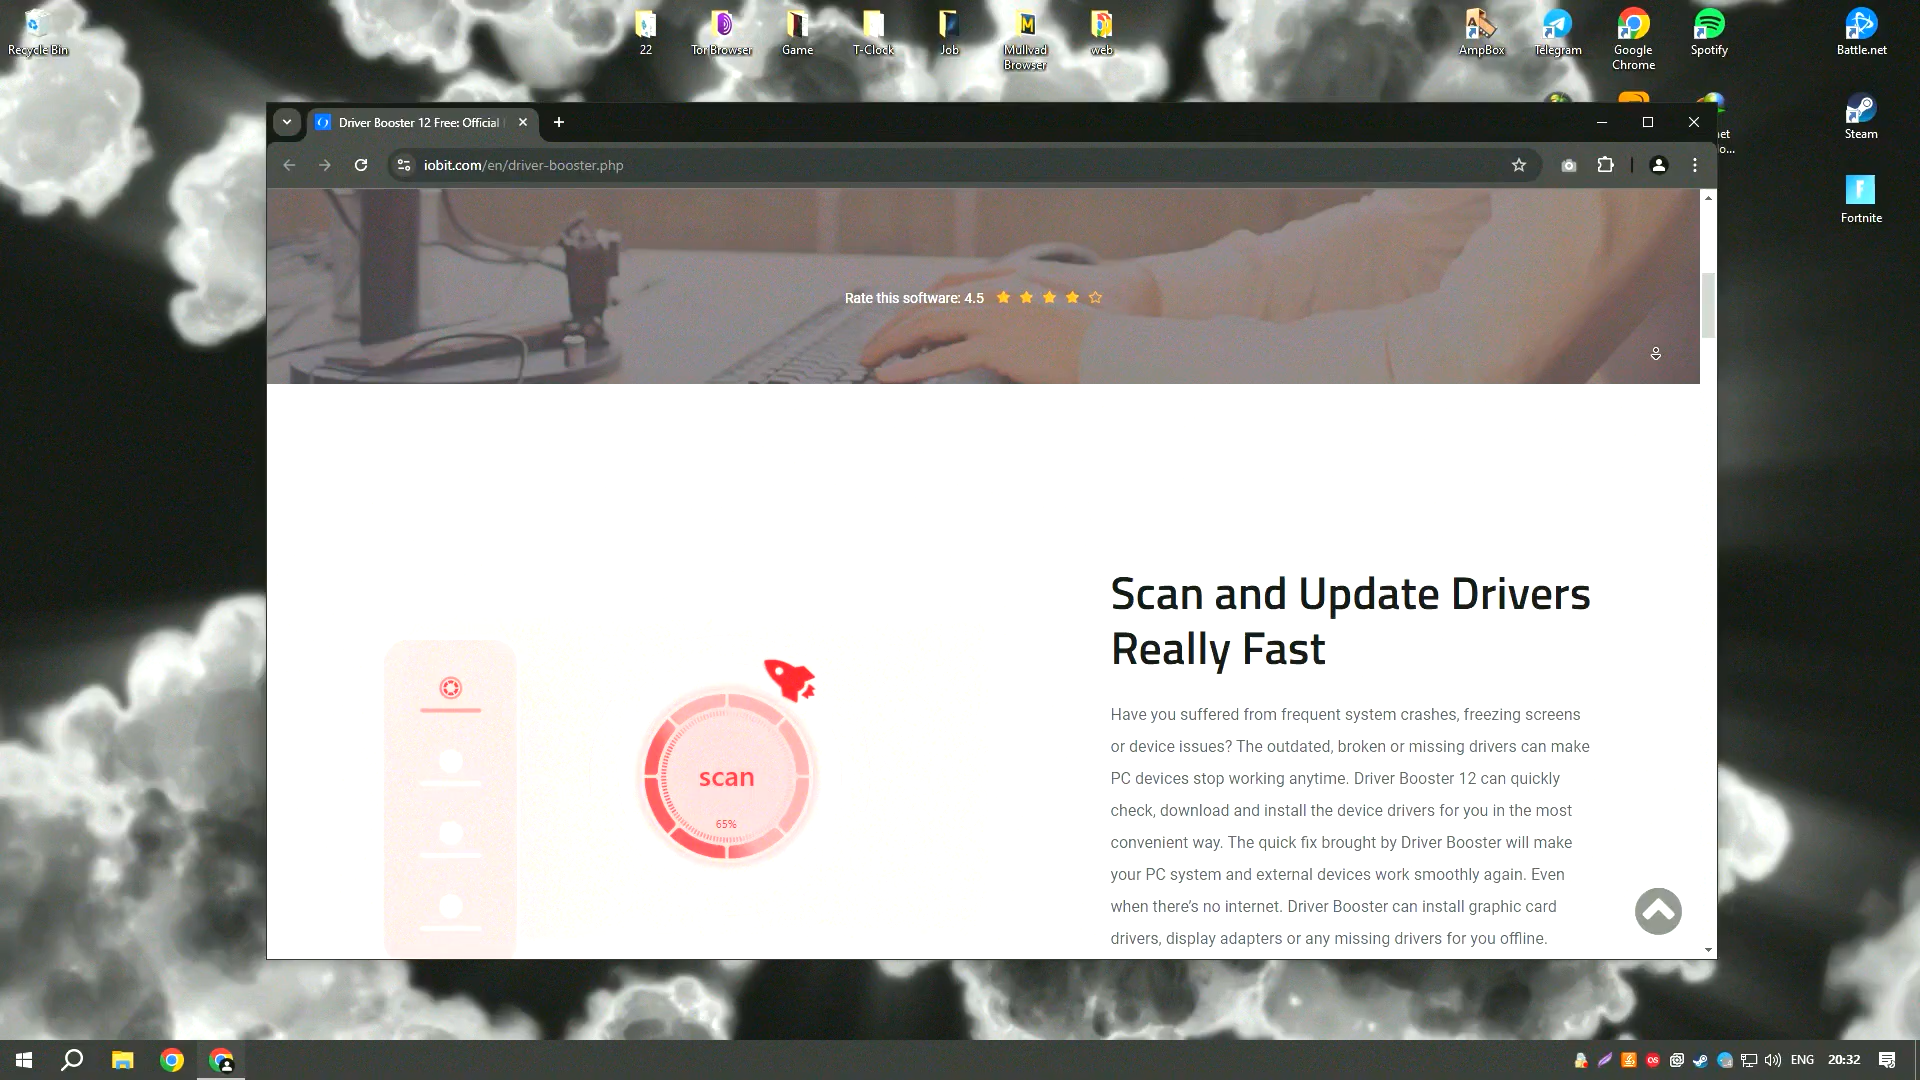 Recycle Bin
22
Tor Browser
Game
T-Clock
Job
Mullvad
Browser
web
AmpBox
Telegram
Google
Chrome
Spotify
Battle.net
Steam
Fortnite
Driver Booster 12 Free: Official
iobit.com/en/driver-booster.php
Rate this software: 4.5
scan
65%
Scan and Update Drivers
Really Fast
Have you suffered from frequent system crashes, freezing screens
or device issues? The outdated, broken or missing drivers can make
PC devices stop working anytime. Driver Booster 12 can quickly
check, download and install the device drivers for you in the most
convenient way. The quick fix brought by Driver Booster will make
your PC system and external devices work smoothly again. Even
when there’s no internet. Driver Booster can install graphic card
drivers, display adapters or any missing drivers for you offline.
ENG
20:32